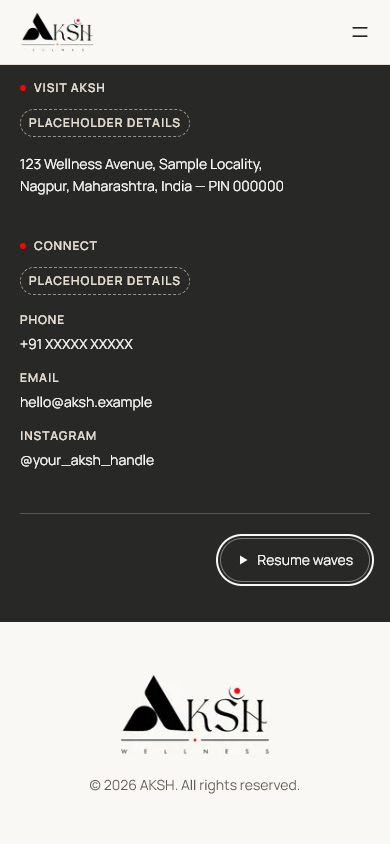 AKSH
WELLNESS
VISIT AKSH
PLACEHOLDER DETAILS
123 Wellness Avenue, Sample Locality,
Nagpur, Maharashtra, India — PIN 000000
CONNECT
PLACEHOLDER DETAILS
PHONE
+91 XXXXX XXXXX
EMAIL
hello@aksh.example
INSTAGRAM
@your_aksh_handle
Resume waves
AKSH
WELLNESS
© 2026 AKSH. All rights reserved.